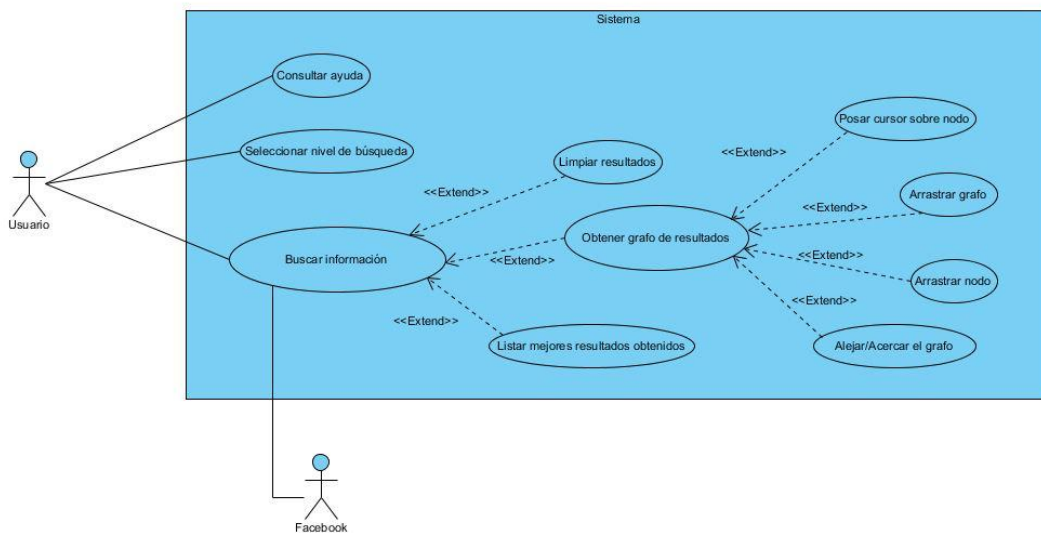 Sistema
Consultar ayuda
Posar cursor sobre nodo
Seleccionar nivel de búsqueda
<<Extend>>
Limpiar resultados
Usuario
<<Extend>>
Arrastrar grafo
<<Extend>>
Obtener grafo de resultados
Buscar información
<<Extend>>
<<Extend>>
Arrastrar nodo
<<Extend>>
<<Extend>>
Listar mejores resultados obtenidos
Alejar/Acercar el grafo
Facebook